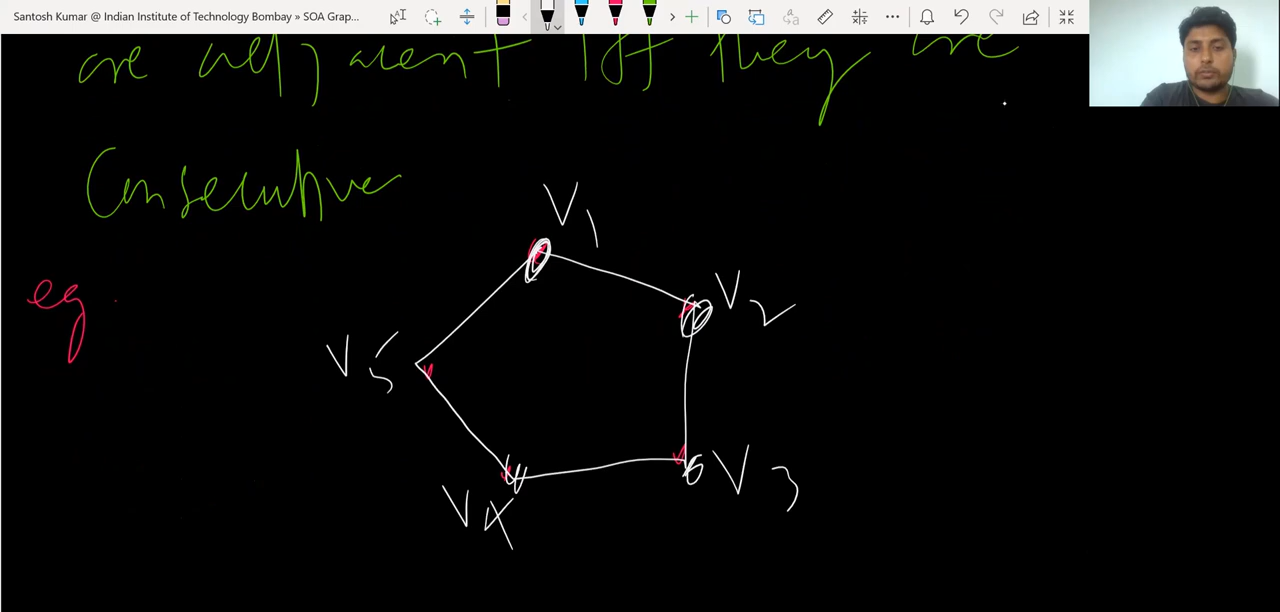 Santosh Kumar @ Indian Institute of Technology Bombay » SOA Grap...
are adjacent iff they are
Consecutive
V1
eg.
V2
V5
V3
V4